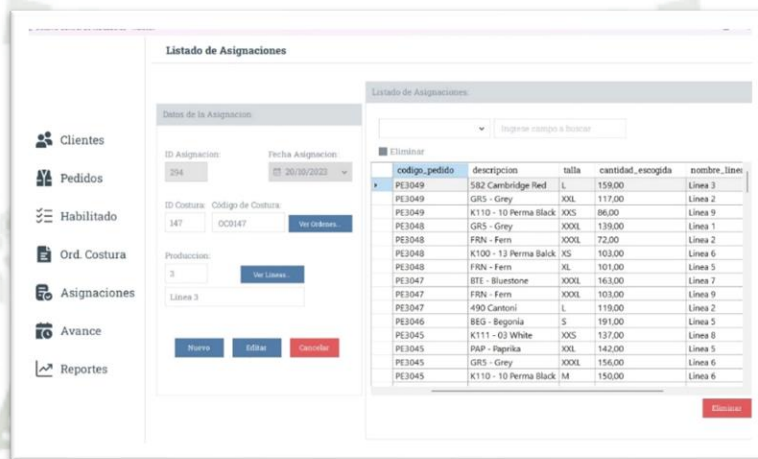 Listado de Asignaciones
Clientes
Pedidos
Habilitado
Ord. Costura
Asignaciones
Avance
Reportes
Datos de la Asignacion:
ID Asignacion: Fecha Asignacion:
294 20/10/2023
ID Costura: Código de Costura:
147 OC0147 Ver Ordenes...
Produccion:
3 Ver Lineas...
Linea 3
Nuevo Editar Cancelar
Listado de Asignaciones:
Ingrese campo a buscar
Eliminar
codigo_pedido descripcion talla cantidad_escogida nombre_linea
PE3049 582 Cambridge Red L 159,00 Linea 3
PE3049 GR5 - Grey XXL 117,00 Linea 2
PE3049 K110 - 10 Perma Black XXS 86,00 Linea 9
PE3048 GR5 - Grey XXXL 139,00 Linea 1
PE3048 FRN - Fern XXXL 72,00 Linea 2
PE3048 K100 - 13 Perma Balck XS 103,00 Linea 6
PE3048 FRN - Fern XL 101,00 Linea 5
PE3047 BTE - Bluestone XXXL 163,00 Linea 7
PE3047 FRN - Fern XXXL 103,00 Linea 9
PE3047 490 Cantoni L 119,00 Linea 2
PE3046 BEG - Begonia S 191,00 Linea 5
PE3045 K111 - 03 White XXS 137,00 Linea 8
PE3045 PAP - Paprika XXL 142,00 Linea 5
PE3045 GR5 - Grey XXXL 156,00 Linea 6
PE3045 K110 - 10 Perma Black M 150,00 Linea 6
Eliminar